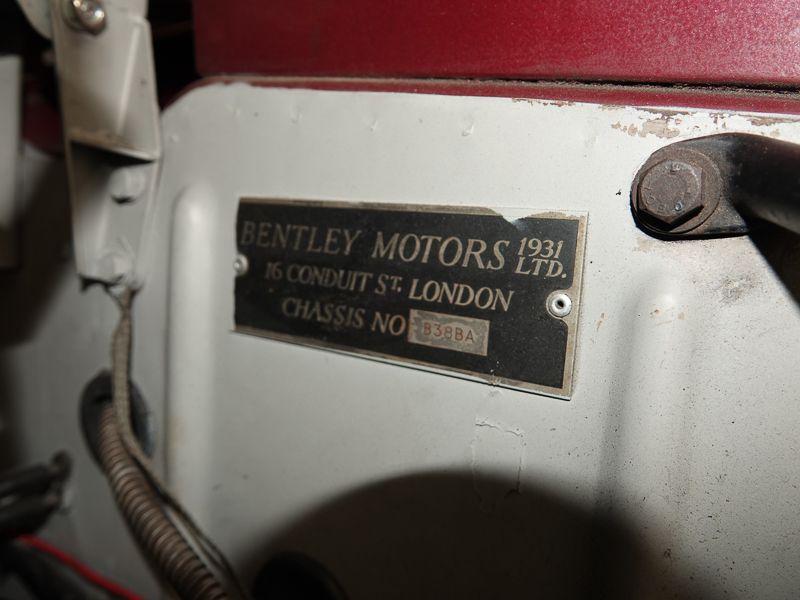 BENTLEY MOTORS 1931 LTD.
16 CONDUIT ST. LONDON
CHASSIS NO B38BA